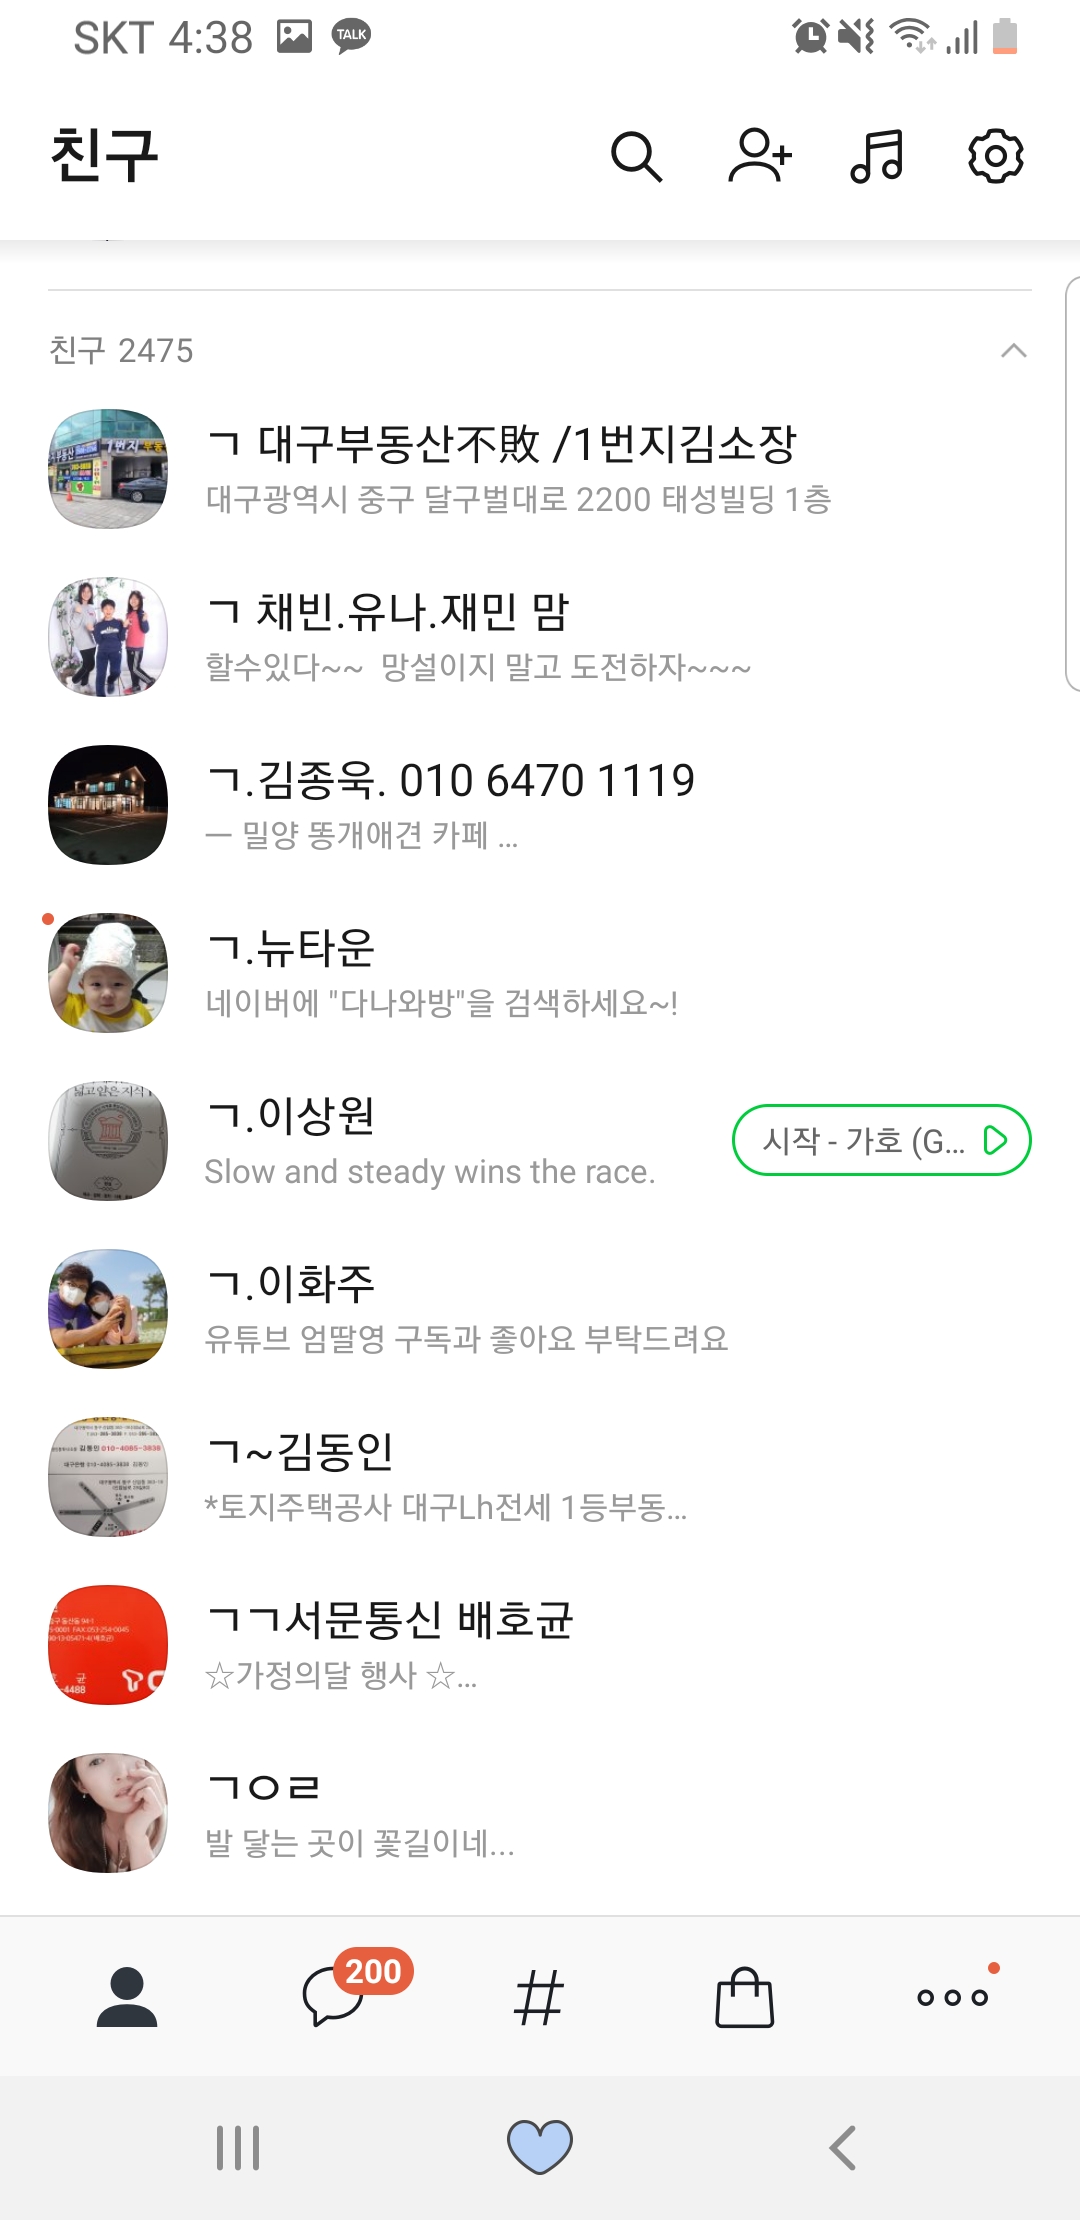 SKT 4:38
TALK
친구
친구 2475
ㄱ 대구부동산不敗 /1번지김소장
대구광역시 중구 달구벌대로 2200 태성빌딩 1층
ㄱ 채빈.유나.재민 맘
할수있다~~ 망설이지 말고 도전하자~~~
ㄱ.김종욱. 010 6470 1119
ㅡ 밀양 똥개애견 카페 ...
ㄱ.뉴타운
네이버에 "다나와방"을 검색하세요~!
ㄱ.이상원
Slow and steady wins the race.
시작 - 가호 (G...
ㄱ.이화주
유튜브 엄딸영 구독과 좋아요 부탁드려요
김동인 010-4085-3838
ㄱ~김동인
*토지주택공사 대구Lh전세 1등부동...
ㄱㄱ서문통신 배호균
☆가정의달 행사 ☆...
ㄱㅇㄹ
발 닿는 곳이 꽃길이네...
200